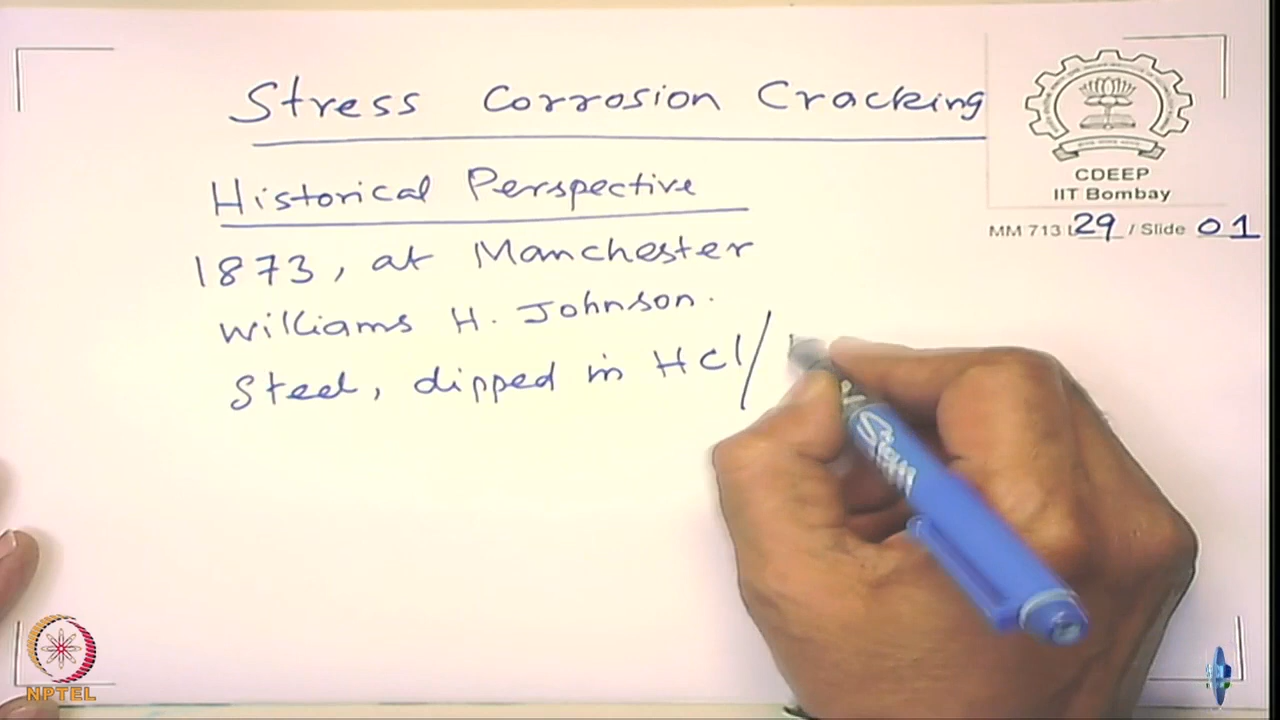 Stress Corrosion Cracking
CDEEP
IIT Bombay
MM 713 L29 / Slide 01
Historical Perspective
1873, at Manchester
Williams H. Johnson.
Steel, dipped in HCl/
NPTEL